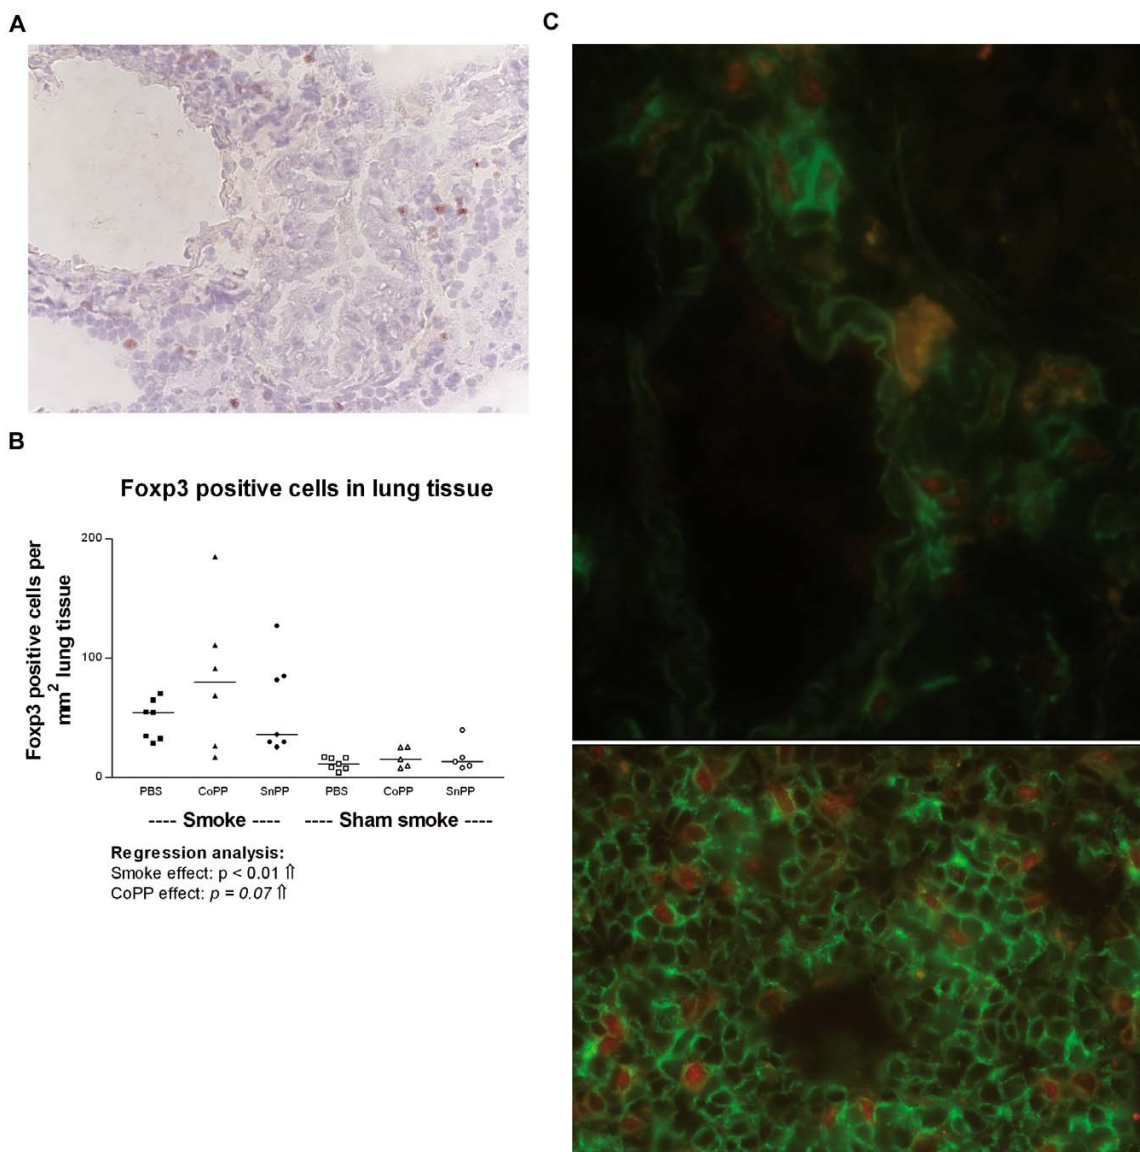 A
C
B
Foxp3 positive cells in lung tissue
Foxp3 positive cells per
mm² lung tissue
200
100
0
PBS CoPP SnPP PBS CoPP SnPP
---- Smoke ---- ---- Sham smoke ----
Regression analysis:
Smoke effect: p < 0.01 ⇑
CoPP effect: p = 0.07 ⇑